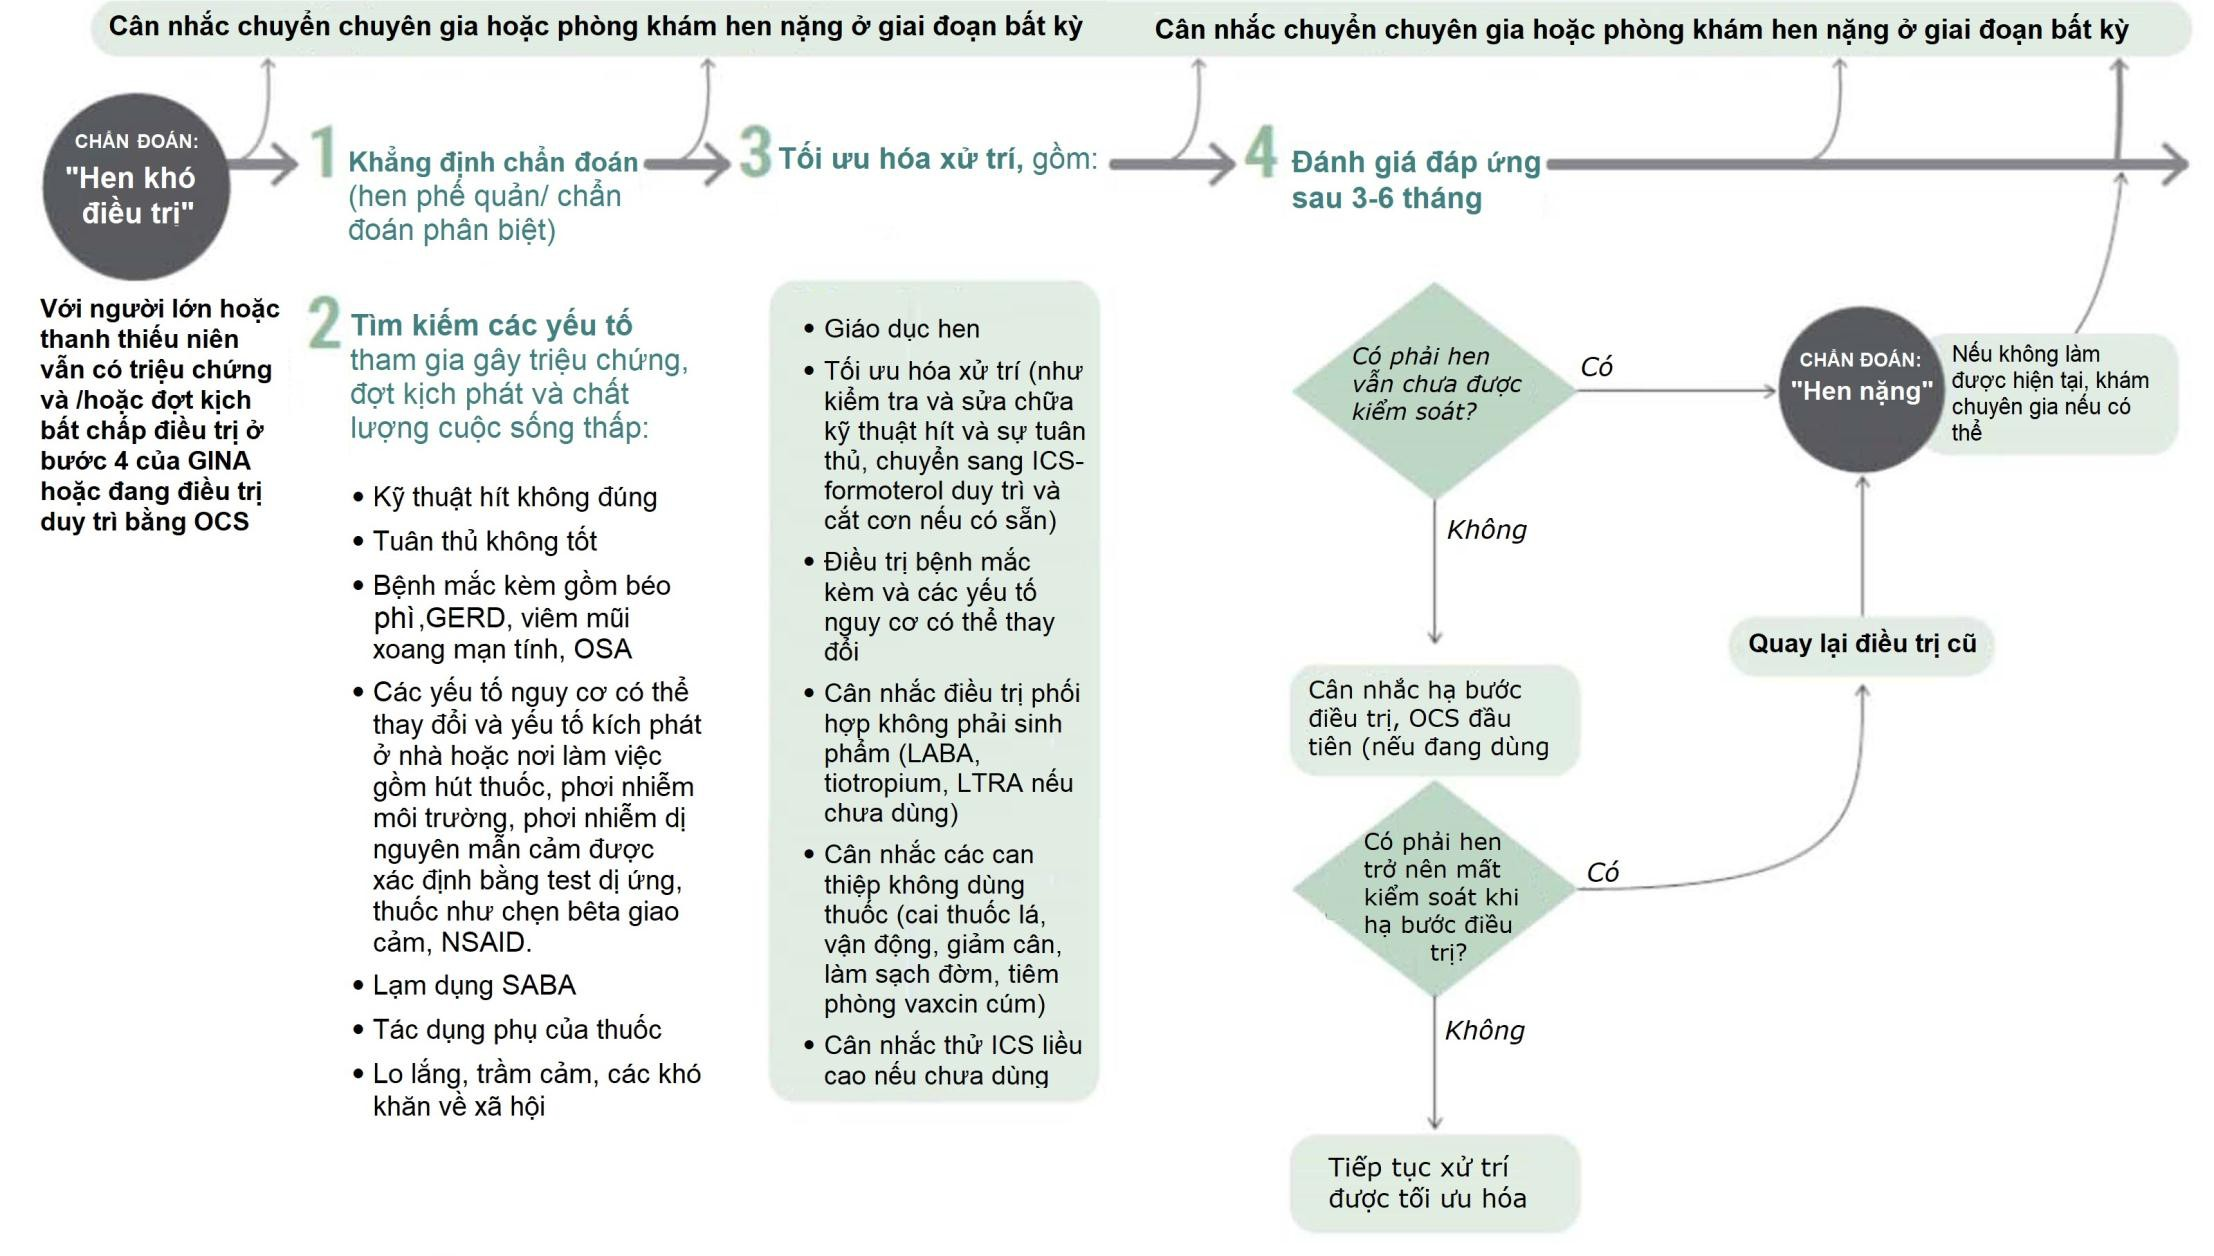 Cân nhắc chuyển chuyên gia hoặc phòng khám hen nặng ở giai đoạn bất kỳ
Cân nhắc chuyển chuyên gia hoặc phòng khám hen nặng ở giai đoạn bất kỳ
CHẨN ĐOÁN:
"Hen khó
điều trị"
Với người lớn hoặc
thanh thiếu niên
vẫn có triệu chứng
và /hoặc đợt kịch
bất chấp điều trị ở
bước 4 của GINA
hoặc đang điều trị
duy trì bằng OCS
1 Khẳng định chẩn đoán
(hen phế quản/ chẩn
đoán phân biệt)
2 Tìm kiếm các yếu tố
tham gia gây triệu chứng,
đợt kịch phát và chất
lượng cuộc sống thấp:
• Kỹ thuật hít không đúng
• Tuân thủ không tốt
• Bệnh mắc kèm gồm béo
phì ,GERD, viêm mũi
xoang mạn tính, OSA
• Các yếu tố nguy cơ có thể
thay đổi và yếu tố kích phát
ở nhà hoặc nơi làm việc
gồm hút thuốc, phơi nhiễm
môi trường, phơi nhiễm dị
nguyên mẫn cảm được
xác định bằng test dị ứng,
thuốc như chẹn bêta giao
cảm, NSAID.
• Lạm dụng SABA
• Tác dụng phụ của thuốc
• Lo lắng, trầm cảm, các khó
khăn về xã hội
3 Tối ưu hóa xử trí, gồm:
• Giáo dục hen
• Tối ưu hóa xử trí (như
kiểm tra và sửa chữa
kỹ thuật hít và sự tuân
thủ, chuyển sang ICS-
formoterol duy trì và
cắt cơn nếu có sẵn)
• Điều trị bệnh mắc
kèm và các yếu tố
nguy cơ có thể thay
đổi
• Cân nhắc điều trị phối
hợp không phải sinh
phẩm (LABA,
tiotropium, LTRA nếu
chưa dùng)
• Cân nhắc các can
thiệp không dùng
thuốc (cai thuốc lá,
vận động, giảm cân,
làm sạch đờm, tiêm
phòng vaxcin cúm)
• Cân nhắc thử ICS liều
cao nếu chưa dùng
4 Đánh giá đáp ứng
sau 3-6 tháng
Có phải hen
vẫn chưa được
kiểm soát?
Có
Không
CHẨN ĐOÁN:
"Hen nặng"
Nếu không làm
được hiện tại, khám
chuyên gia nếu có
thể
Cân nhắc hạ bước
điều trị, OCS đầu
tiên (nếu đang dùng
Quay lại điều trị cũ
Có phải hen
trở nên mất
kiểm soát khi
hạ bước điều
trị?
Có
Không
Tiếp tục xử trí
được tối ưu hóa